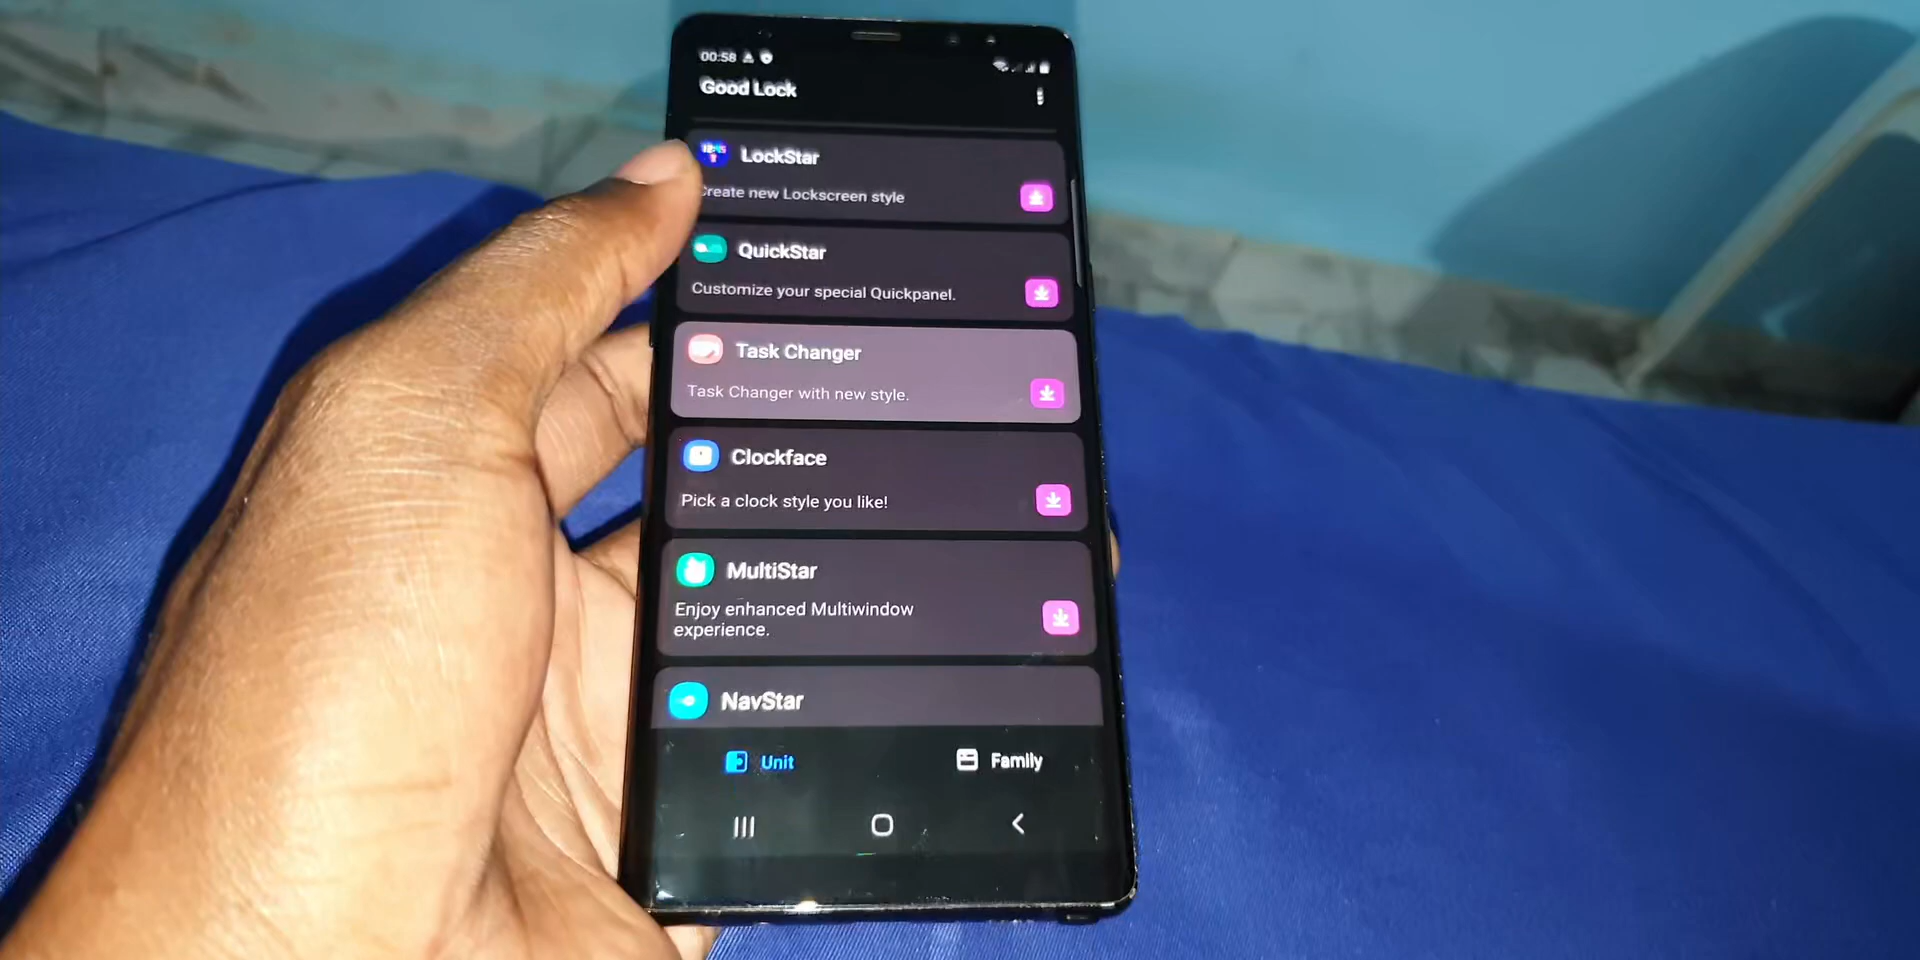 00:58
Good Lock
LockStar
Create new Lockscreen style
QuickStar
Customize your special Quickpanel.
Task Changer
Task Changer with new style.
Clockface
Pick a clock style you like!
MultiStar
Enjoy enhanced Multiwindow
experience.
NavStar
Unit
Family